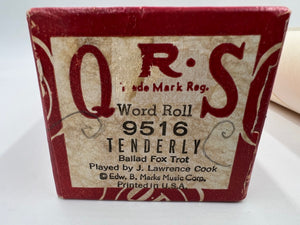 Q·R·S
Trade Mark Reg.
Word Roll
9516
TENDERLY
Ballad Fox Trot
Played by J. Lawrence Cook
© Edw. B. Marks Music Corp.
Printed in U.S.A.